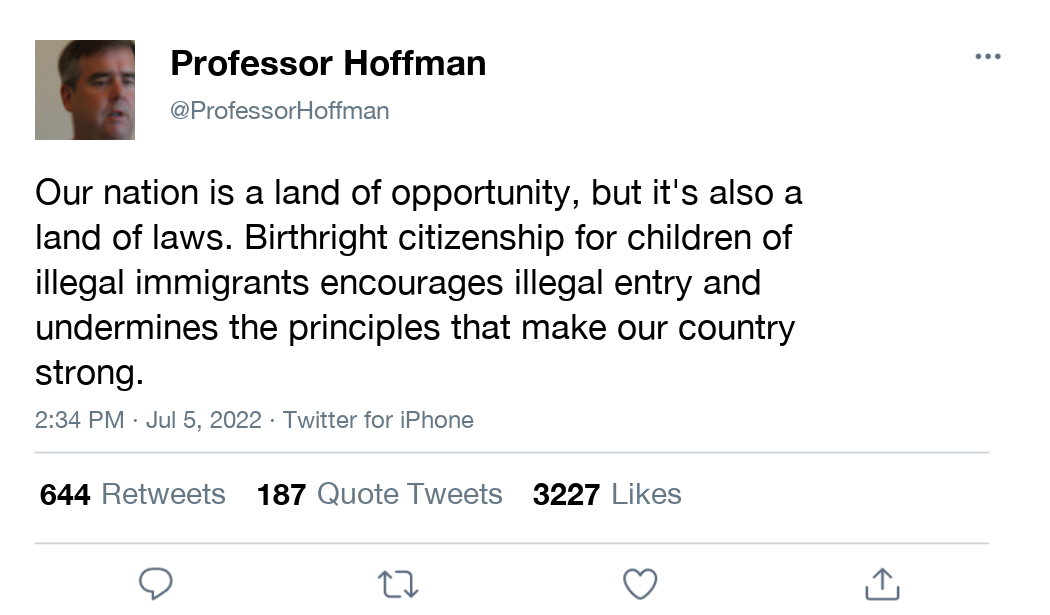 Professor Hoffman
@ProfessorHoffman
Our nation is a land of opportunity, but it's also a
land of laws. Birthright citizenship for children of
illegal immigrants encourages illegal entry and
undermines the principles that make our country
strong.
2:34 PM · Jul 5, 2022 · Twitter for iPhone
644 Retweets 187 Quote Tweets 3227 Likes